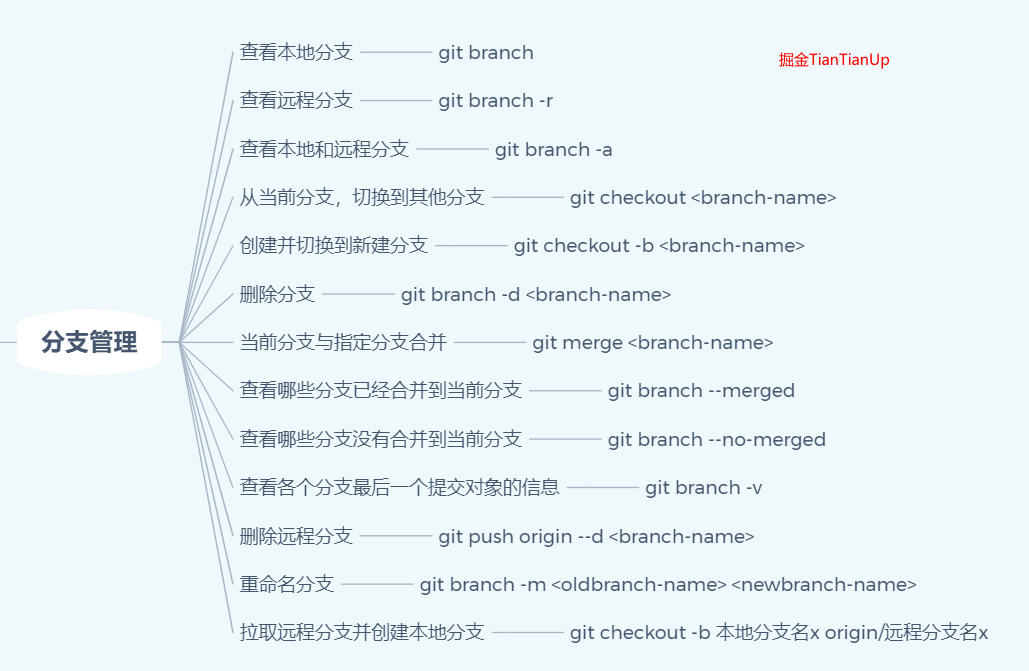 查看本地分支 git branch
掘金TianTianUp
查看远程分支 git branch -r
查看本地和远程分支 git branch -a
从当前分支，切换到其他分支 git checkout <branch-name>
创建并切换到新建分支 git checkout -b <branch-name>
删除分支 git branch -d <branch-name>
分支管理
当前分支与指定分支合并 git merge <branch-name>
查看哪些分支已经合并到当前分支 git branch --merged
查看哪些分支没有合并到当前分支 git branch --no-merged
查看各个分支最后一个提交对象的信息 git branch -v
删除远程分支 git push origin --d <branch-name>
重命名分支 git branch -m <oldbranch-name> <newbranch-name>
拉取远程分支并创建本地分支 git checkout -b 本地分支名x origin/远程分支名x